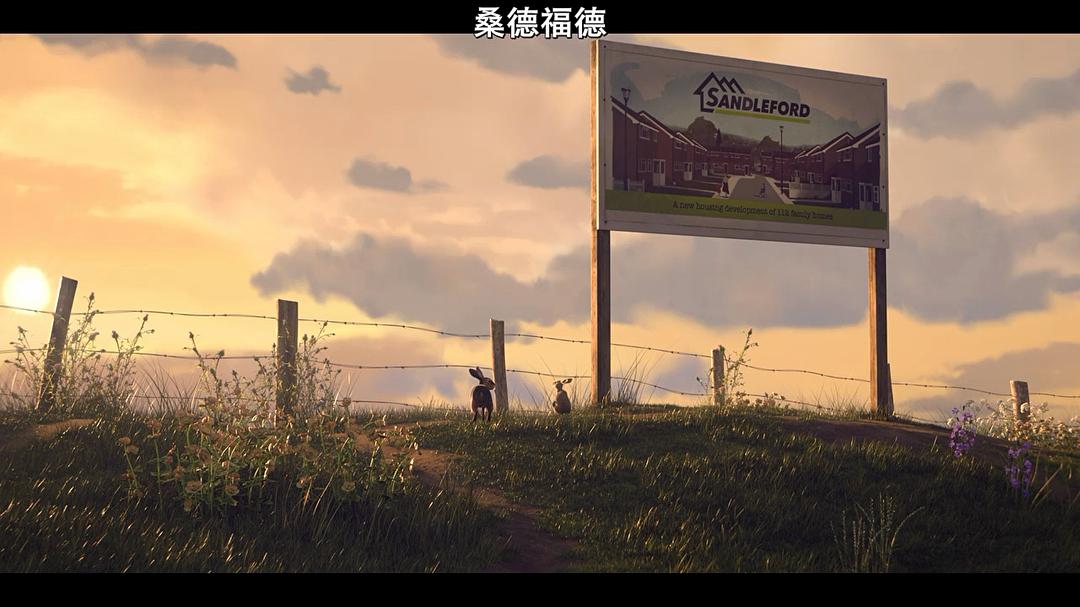 桑德福德
SANDLEFORD
A new housing development of 112 family homes